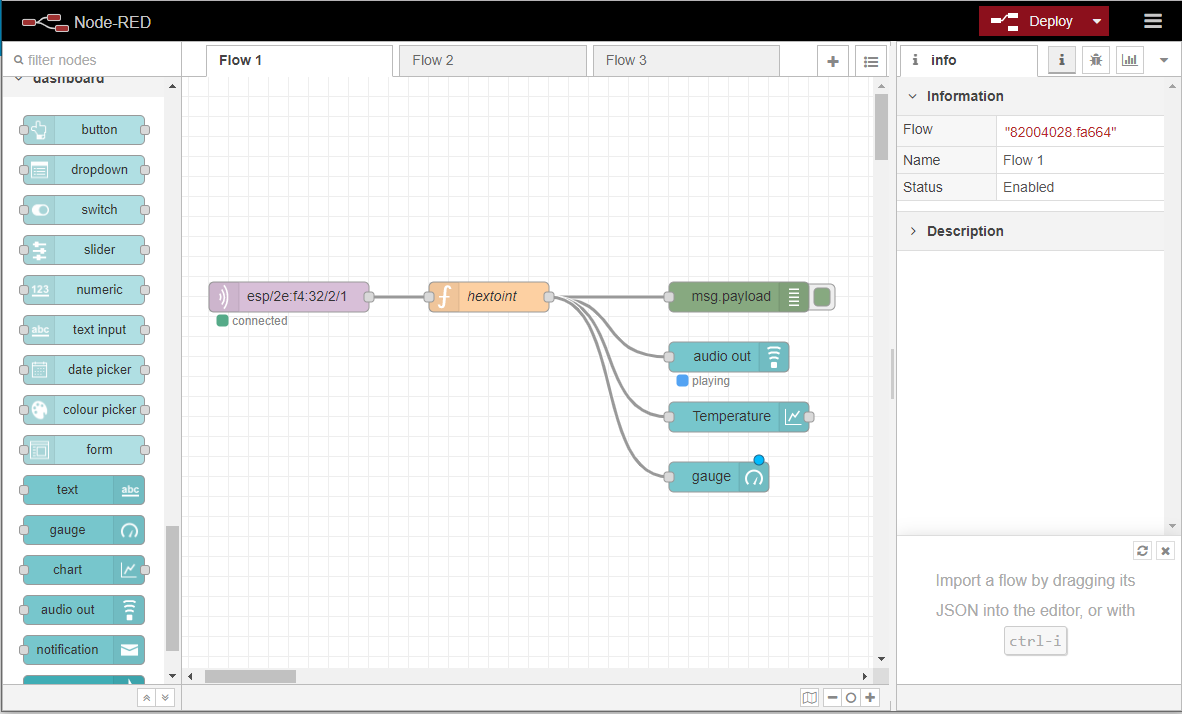 Node-RED
Deploy
filter nodes
Flow 1
Flow 2
Flow 3
i info
i
dashboard
button
dropdown
switch
slider
123 numeric
abc text input
date picker
colour picker
form
text abc
gauge
chart
audio out
notification
esp/2e:f4:32/2/1
connected
hextoint
msg.payload
audio out
playing
Temperature
gauge
Information
Flow "82004028.fa664"
Name Flow 1
Status Enabled
Description
Import a flow by dragging its
JSON into the editor, or with
ctrl-i